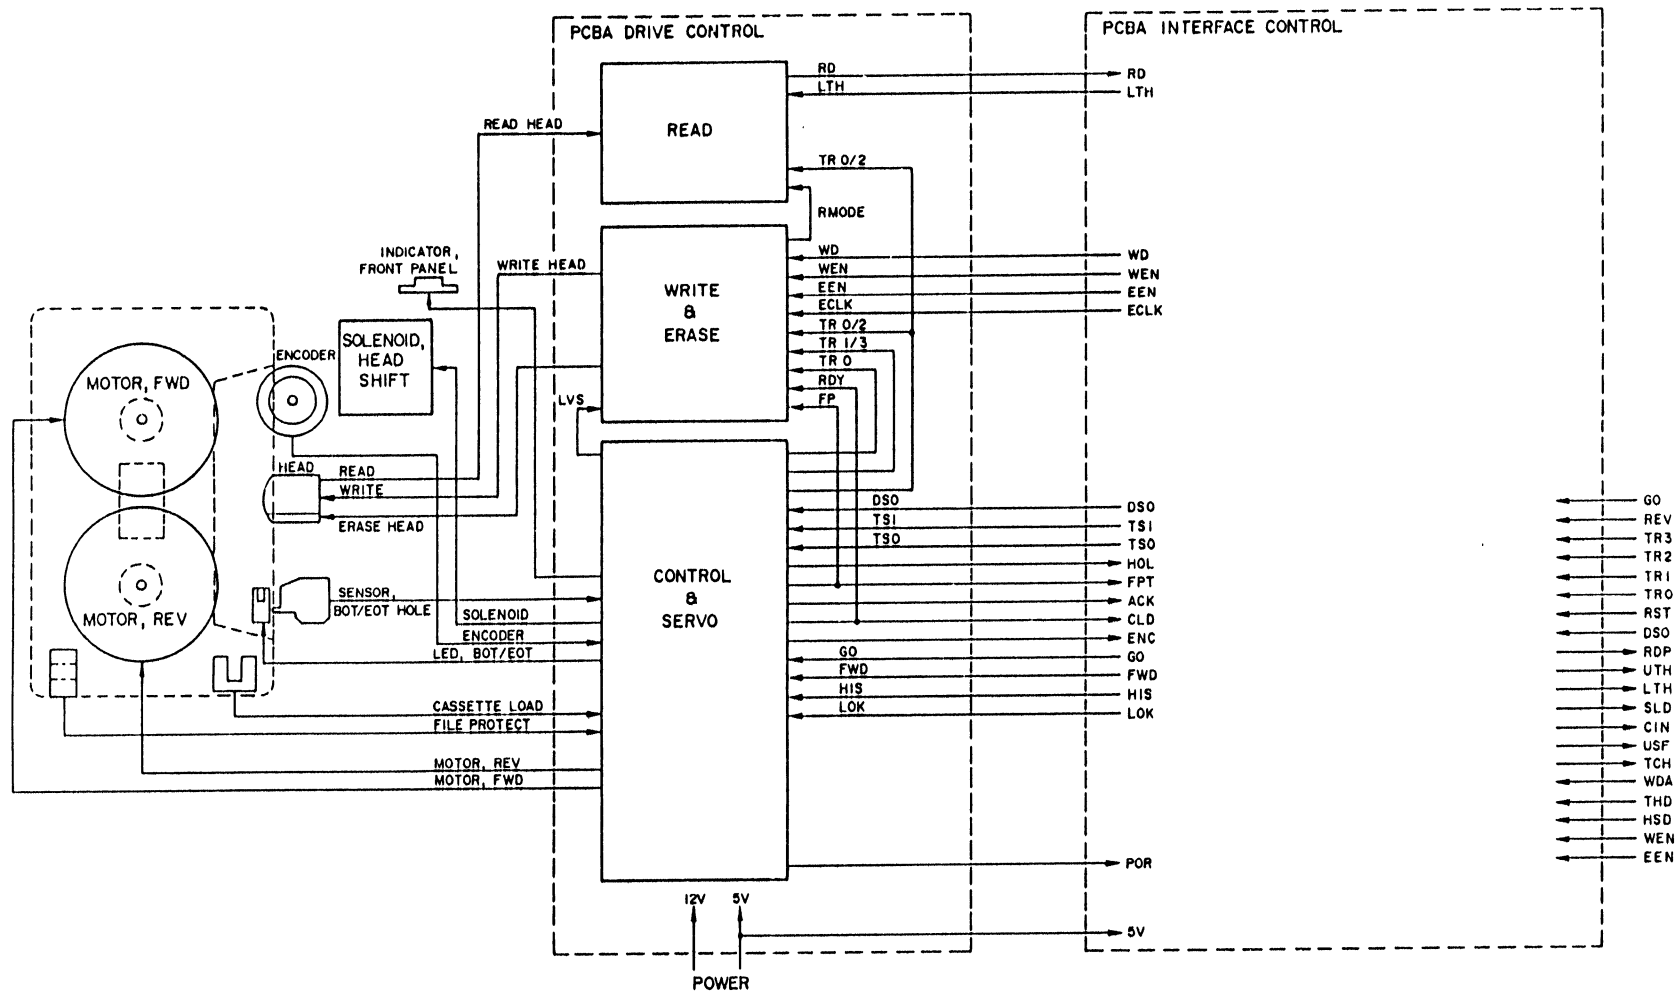 PCBA DRIVE CONTROL
PCBA INTERFACE CONTROL
RD
LTH
RD
LTH
READ HEAD
READ
TR 0/2
RMODE
INDICATOR,
FRONT PANEL
WRITE HEAD
WRITE
&
ERASE
WD
WEN
EEN
ECLK
TR 0/2
TR 1/3
TR 0
RDY
FP
WD
WEN
EEN
ECLK
SOLENOID,
HEAD
SHIFT
ENCODER
MOTOR, FWD
LVS
HEAD
READ
WRITE
ERASE HEAD
MOTOR, REV
SENSOR,
BOT/EOT HOLE
SOLENOID
ENCODER
LED, BOT/EOT
CASSETTE LOAD
FILE PROTECT
MOTOR, REV
MOTOR, FWD
CONTROL
&
SERVO
DSO
TS1
TSO
GO
FWD
HIS
LOK
DSO
TS1
TSO
HOL
FPT
ACK
CLD
ENC
GO
FWD
HIS
LOK
POR
5V
GO
REV
TR3
TR2
TR1
TRO
RST
DSO
RDP
UTH
LTH
SLD
CIN
USF
TCH
WDA
THD
HSD
WEN
EEN
12V
5V
POWER